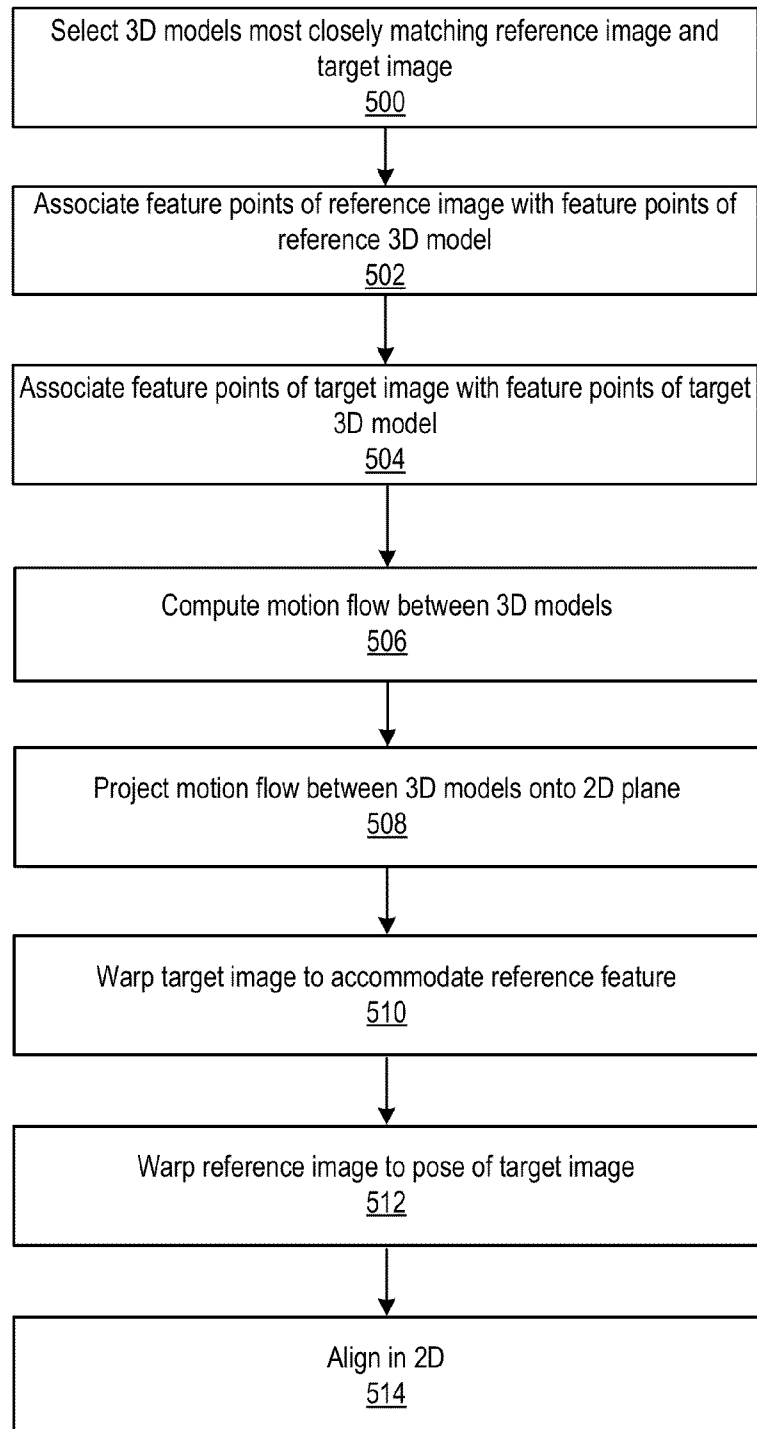 Select 3D models most closely matching reference image and
target image
500
Associate feature points of reference image with feature points of
reference 3D model
502
Associate feature points of target image with feature points of target
3D model
504
Compute motion flow between 3D models
506
Project motion flow between 3D models onto 2D plane
508
Warp target image to accommodate reference feature
510
Warp reference image to pose of target image
512
Align in 2D
514